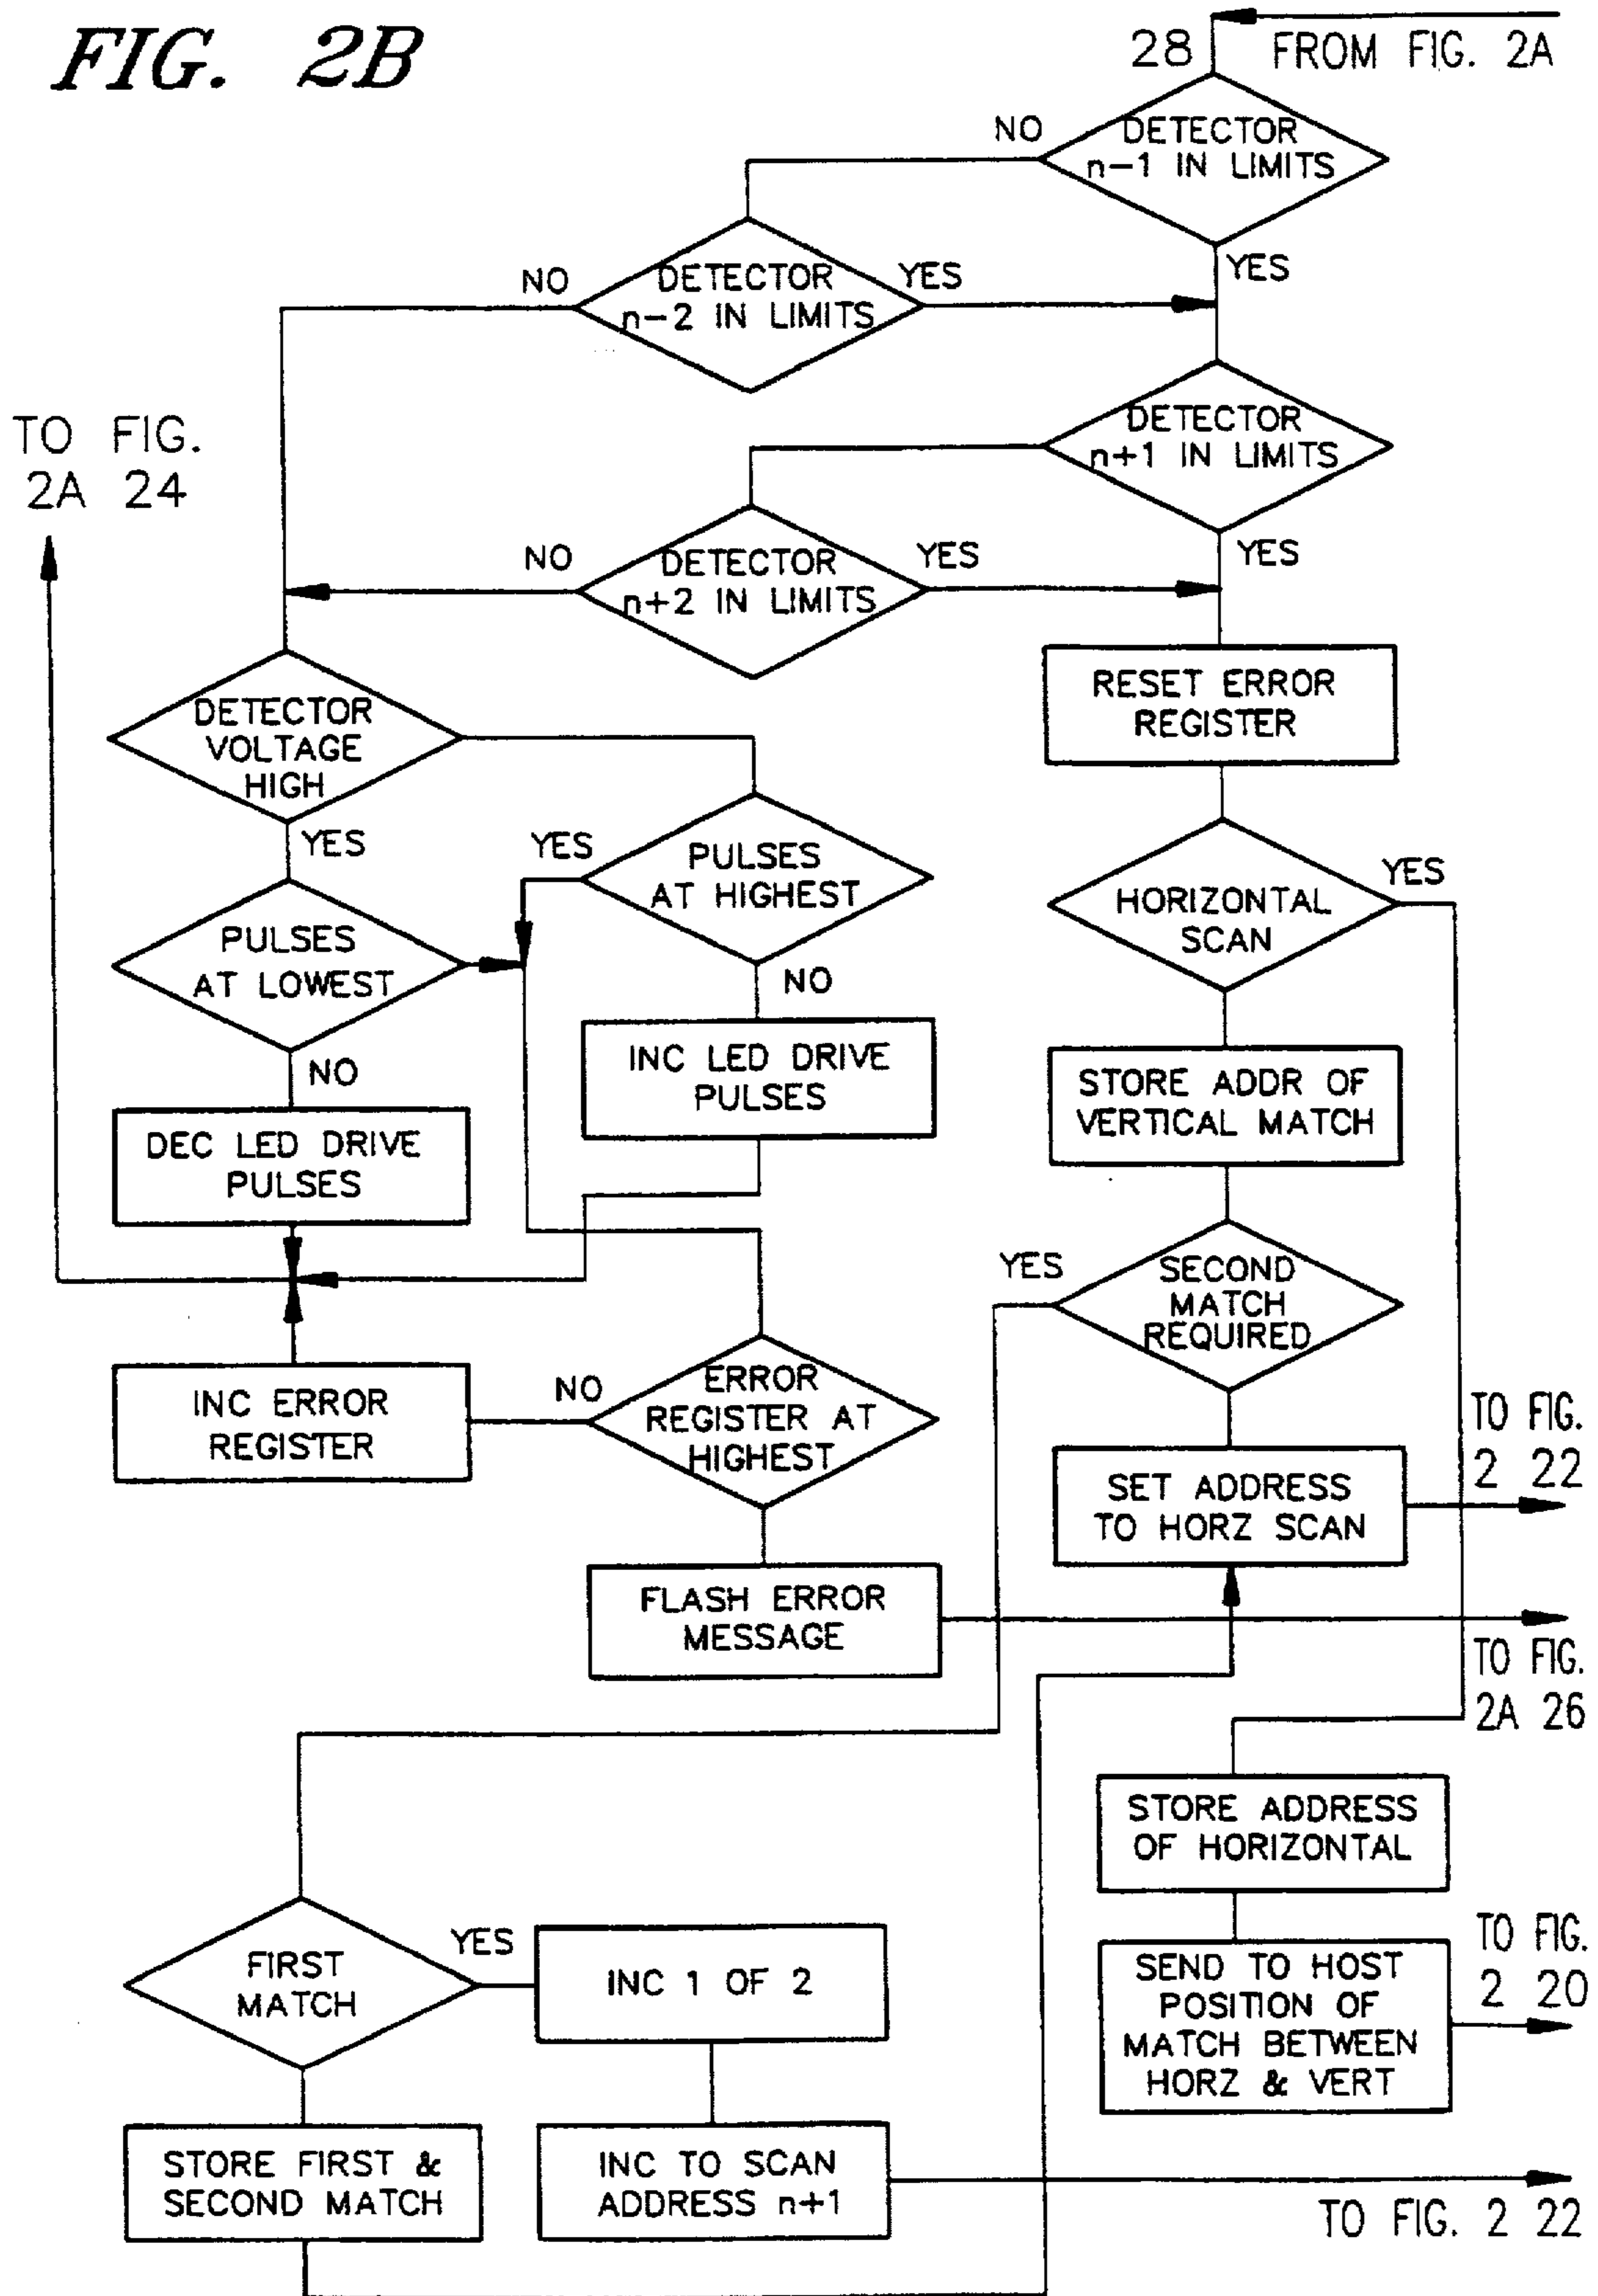 FIG. 2B
28 FROM FIG. 2A
NO
DETECTOR
n-1 IN LIMITS
YES
NO
DETECTOR
n-2 IN LIMITS
YES
TO FIG.
2A 24
DETECTOR
n+1 IN LIMITS
YES
NO
DETECTOR
n+2 IN LIMITS
YES
RESET ERROR
REGISTER
DETECTOR
VOLTAGE
HIGH
YES
YES
PULSES
AT HIGHEST
NO
HORIZONTAL
SCAN
YES
PULSES
AT LOWEST
NO
INC LED DRIVE
PULSES
STORE ADDR OF
VERTICAL MATCH
DEC LED DRIVE
PULSES
YES
SECOND
MATCH
REQUIRED
INC ERROR
REGISTER
NO
ERROR
REGISTER AT
HIGHEST
SET ADDRESS
TO HORZ SCAN
TO FIG.
2 22
FLASH ERROR
MESSAGE
TO FIG.
2A 26
STORE ADDRESS
OF HORIZONTAL
FIRST
MATCH
YES
INC 1 OF 2
SEND TO HOST
POSITION OF
MATCH BETWEEN
HORZ & VERT
TO FIG.
2 20
STORE FIRST &
SECOND MATCH
INC TO SCAN
ADDRESS n+1
TO FIG. 2 22